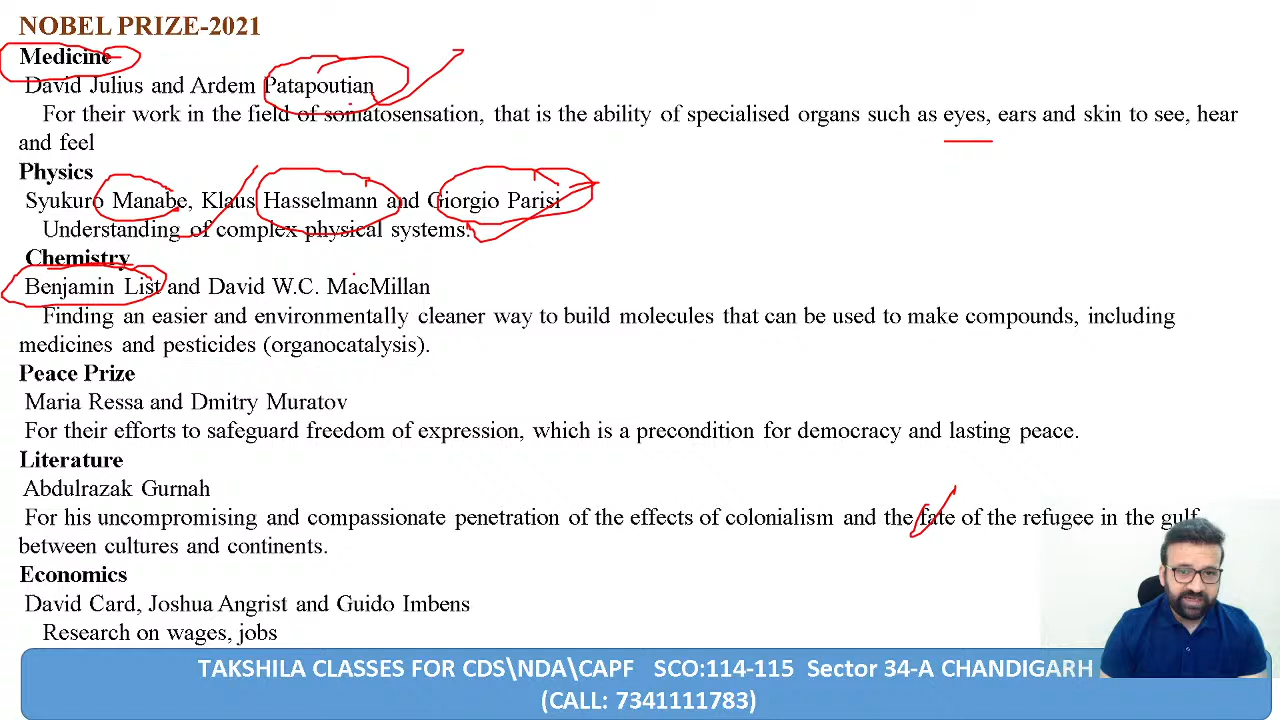 NOBEL PRIZE-2021
Medicine
David Julius and Ardem Patapoutian
For their work in the field of somatosensation, that is the ability of specialised organs such as eyes, ears and skin to see, hear
and feel
Physics
Syukuro Manabe, Klaus Hasselmann and Giorgio Parisi
Understanding of complex physical systems.
Chemistry
Benjamin List and David W.C. MacMillan
Finding an easier and environmentally cleaner way to build molecules that can be used to make compounds, including
medicines and pesticides (organocatalysis).
Peace Prize
Maria Ressa and Dmitry Muratov
For their efforts to safeguard freedom of expression, which is a precondition for democracy and lasting peace.
Literature
Abdulrazak Gurnah
For his uncompromising and compassionate penetration of the effects of colonialism and the fate of the refugee in the gulf
between cultures and continents.
Economics
David Card, Joshua Angrist and Guido Imbens
Research on wages, jobs
TAKSHILA CLASSES FOR CDS\NDA\CAPF SCO:114-115 Sector 34-A CHANDIGARH
(CALL: 7341111783)